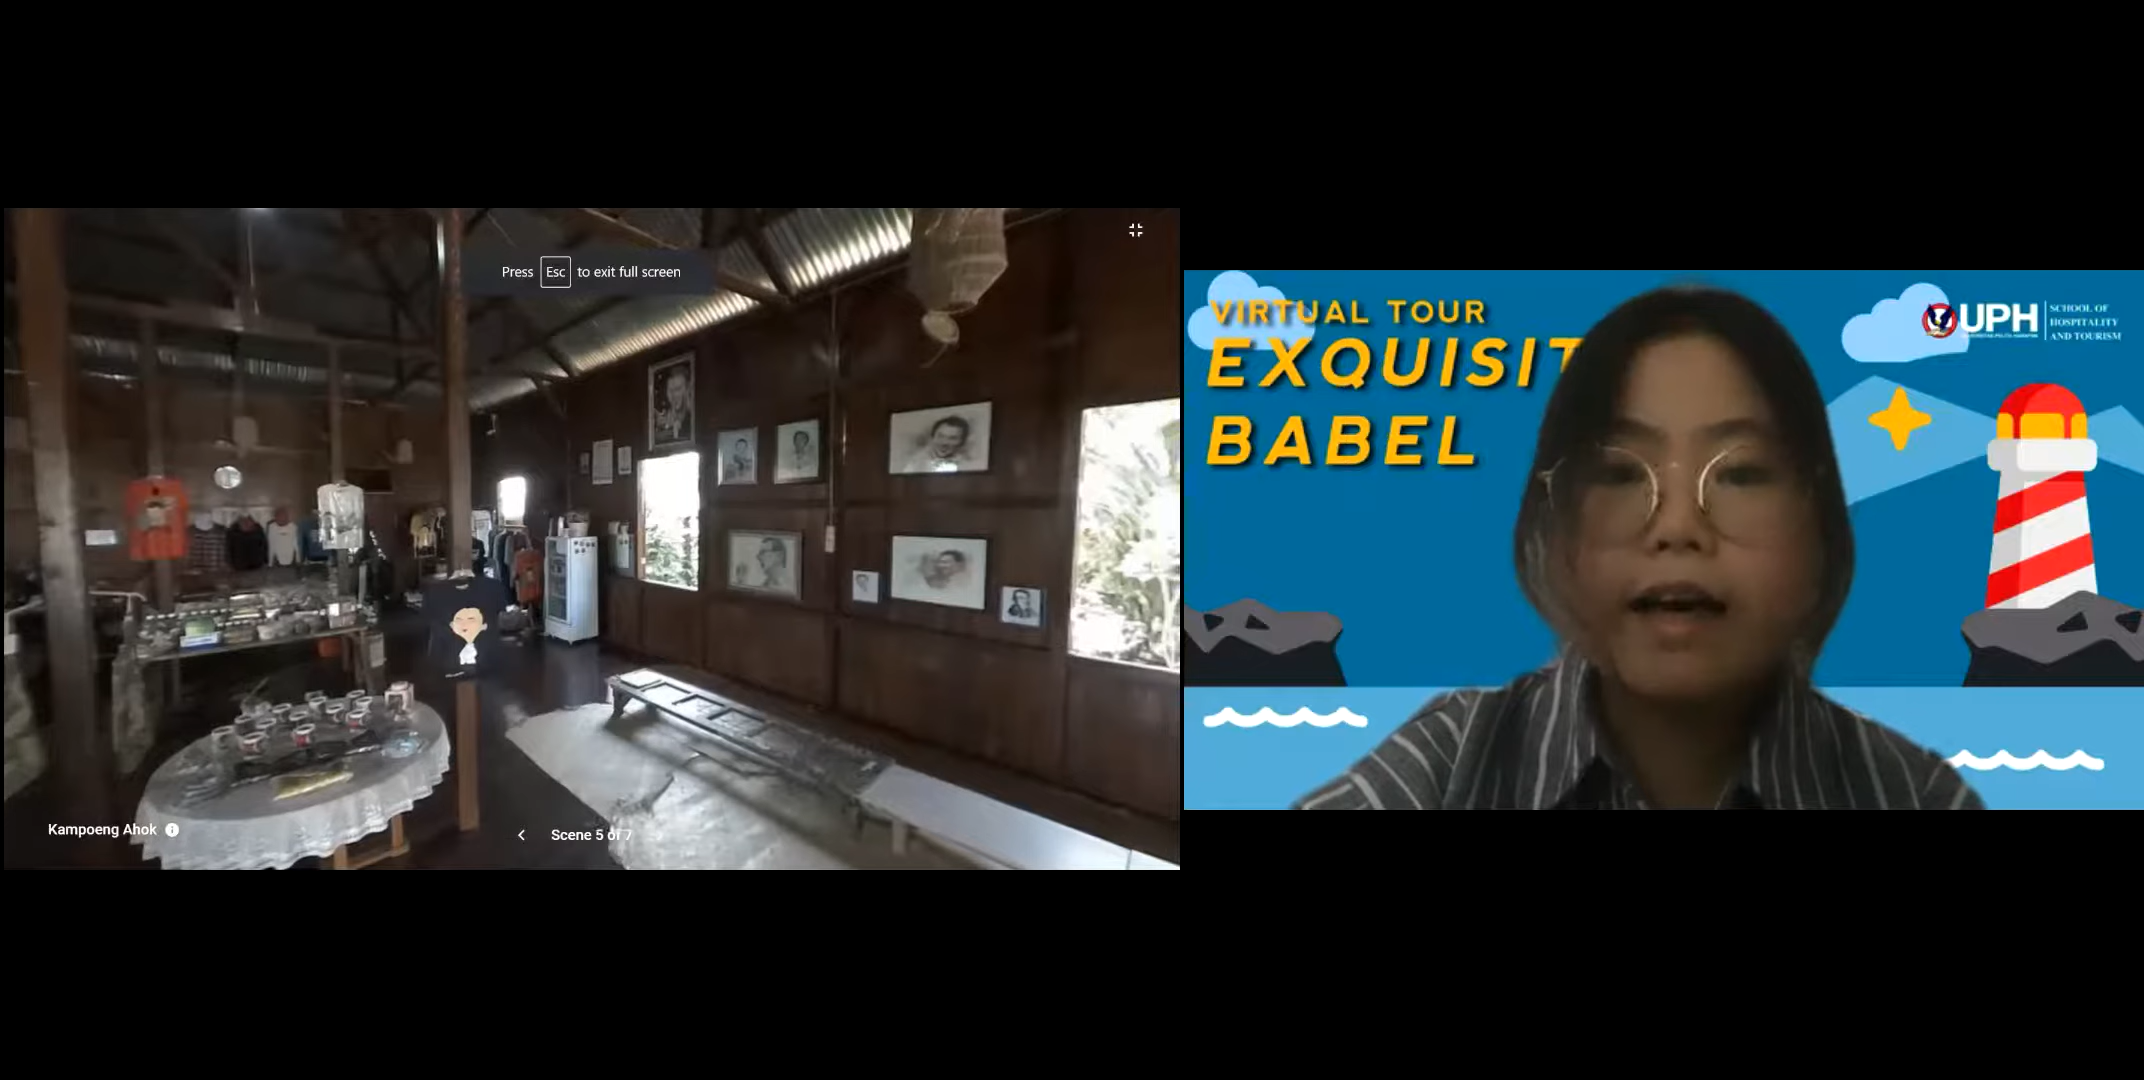 Press Esc to exit full screen
Kampoeng Ahok
Scene 5 of 7
VIRTUAL TOUR
EXQUISIT
BABEL
UPH
SCHOOL OF
HOSPITALITY
AND TOURISM